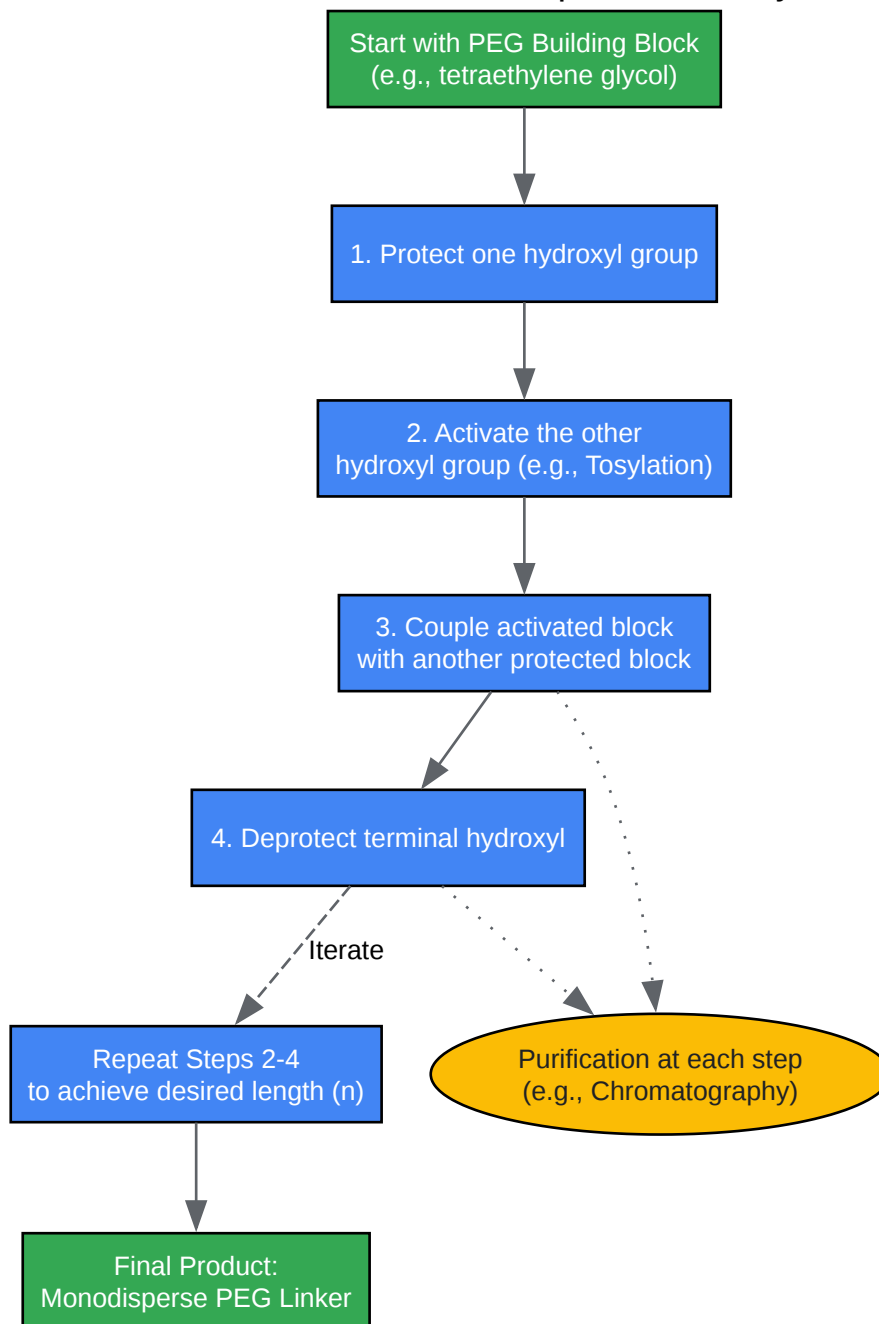 Start with PEG Building Block
(e.g., tetraethylene glycol)
1. Protect one hydroxyl group
2. Activate the other
hydroxyl group (e.g., Tosylation)
3. Couple activated block
with another protected block
4. Deprotect terminal hydroxyl
Iterate
Repeat Steps 2-4
to achieve desired length (n)
Purification at each step
(e.g., Chromatography)
Final Product:
Monodisperse PEG Linker